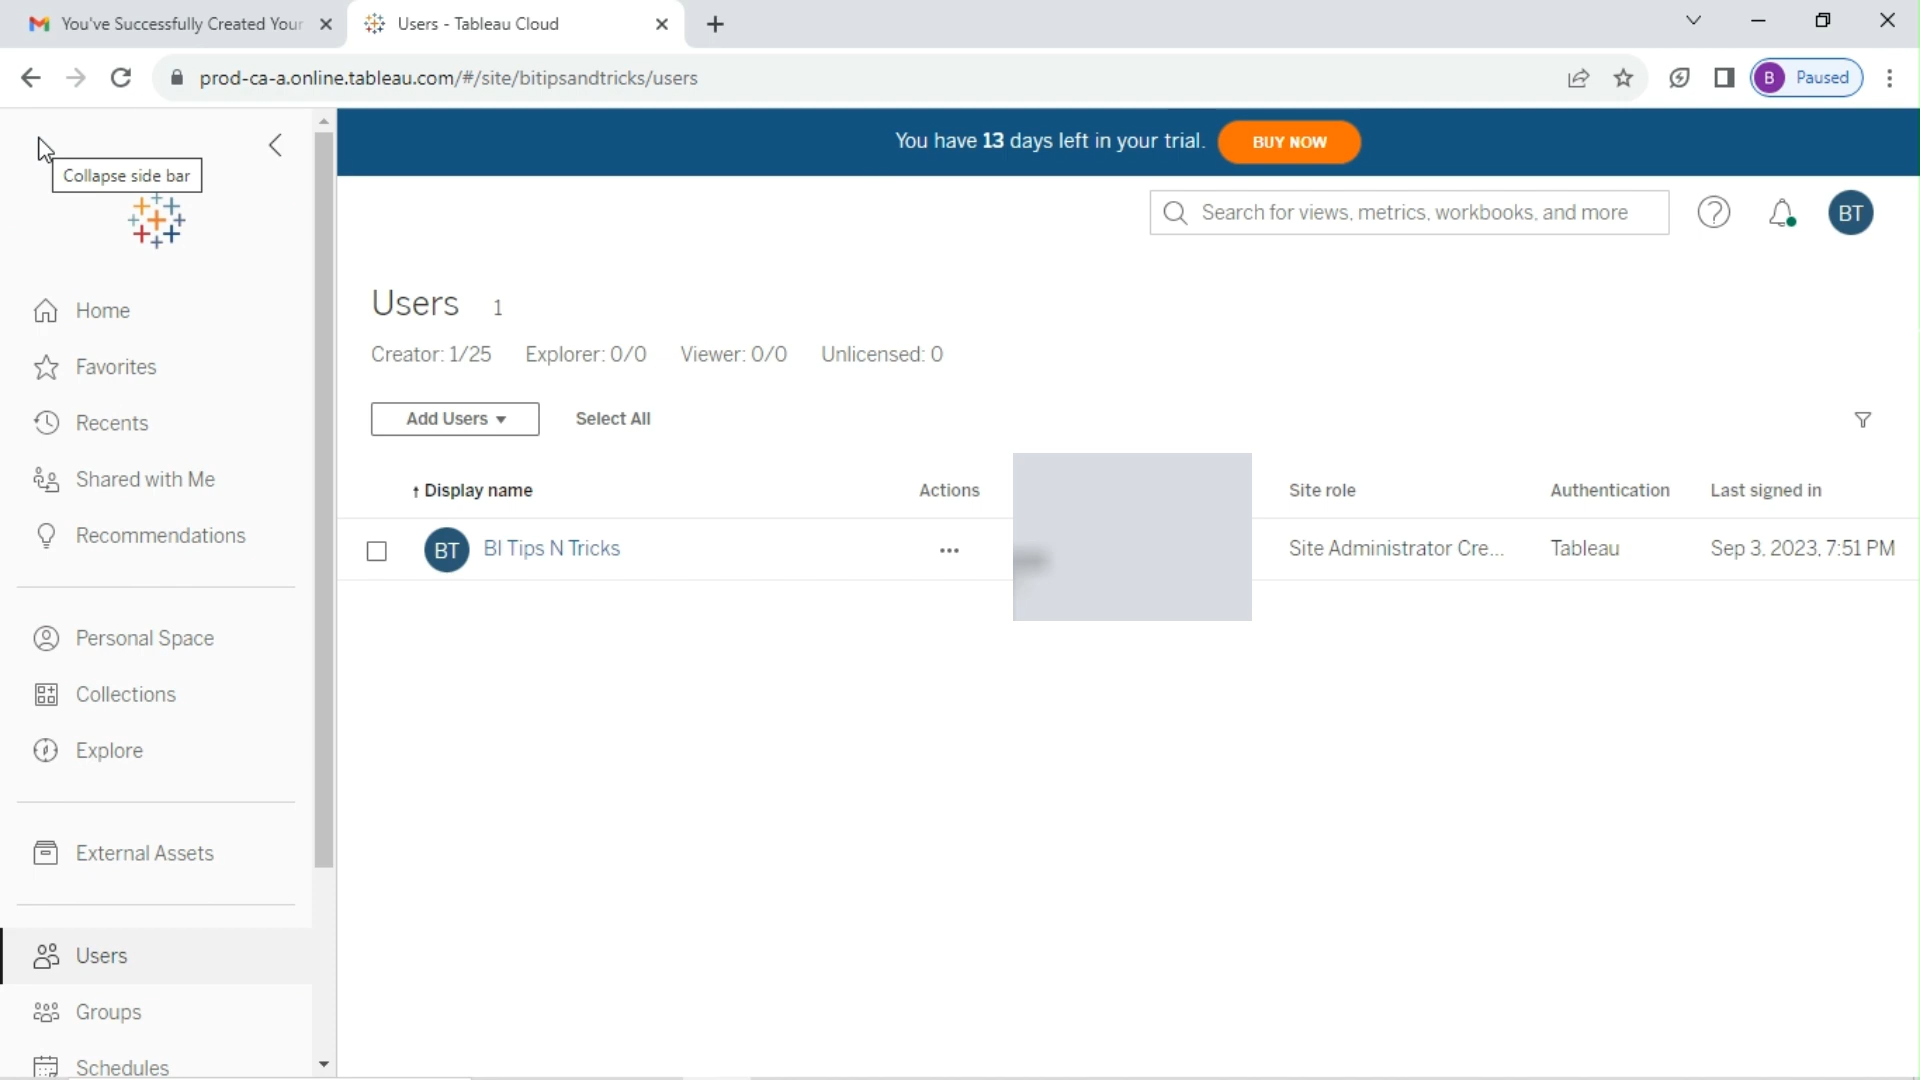 You've Successfully Created Your
Users - Tableau Cloud
prod-ca-a.online.tableau.com/#/site/bitipsandtricks/users
B Paused
You have 13 days left in your trial. BUY NOW
Collapse side bar
Search for views, metrics, workbooks, and more
BT
Home
Favorites
Recents
Shared with Me
Recommendations
Personal Space
Collections
Explore
External Assets
Users
Groups
Schedules
Users 1
Creator: 1/25 Explorer: 0/0 Viewer: 0/0 Unlicensed: 0
Add Users Select All
↑ Display name Actions Site role Authentication Last signed in
BT BI Tips N Tricks ... Site Administrator Cre... Tableau Sep 3, 2023, 7:51 PM